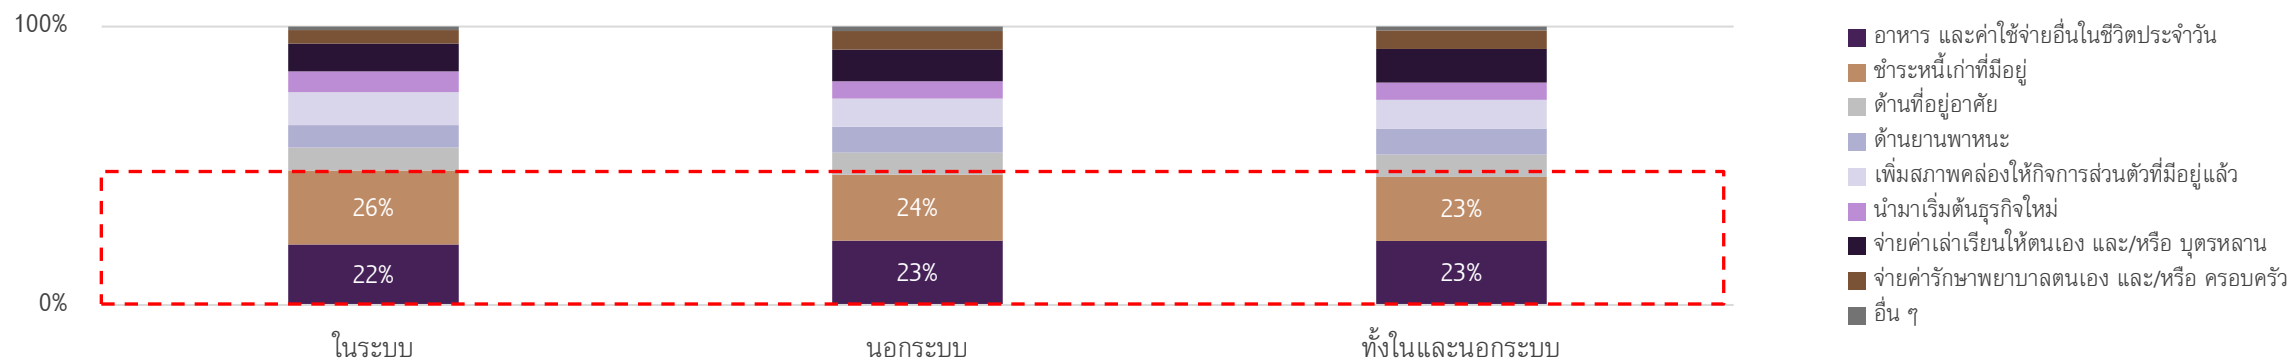 100%
อาหาร และค่าใช้จ่ายอื่นในชีวิตประจำวัน
ชำระหนี้เก่าที่มีอยู่
ด้านที่อยู่อาศัย
ด้านยานพาหนะ
เพิ่มสภาพคล่องให้กิจการส่วนตัวที่มีอยู่แล้ว
นำมาเริ่มต้นธุรกิจใหม่
จ่ายค่าเล่าเรียนให้ตนเอง และ/หรือ บุตรหลาน
จ่ายค่ารักษาพยาบาลตนเอง และ/หรือ ครอบครัว
อื่น ๆ
26% 24% 23%
22% 23% 23%
0%
ในระบบ นอกระบบ ทั้งในและนอกระบบ